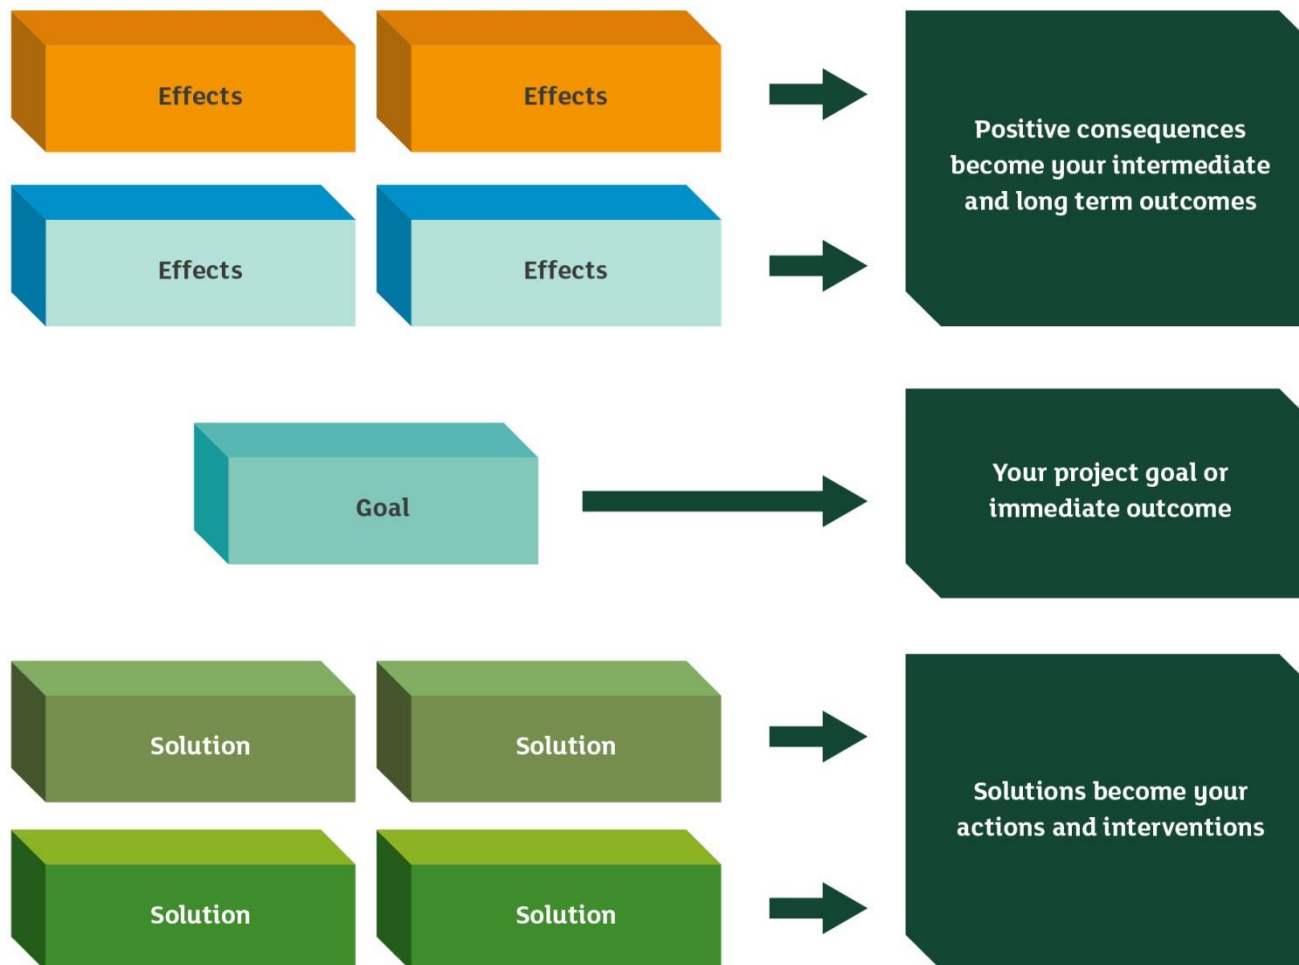 Effects
Effects
Positive consequences
become your intermediate
and long term outcomes
Effects
Effects
Goal
Your project goal or
immediate outcome
Solution
Solution
Solutions become your
actions and interventions
Solution
Solution